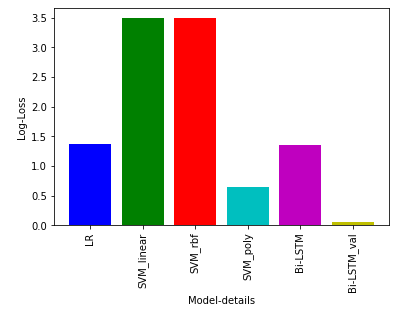 3.5
3.0
2.5
2.0
1.5
1.0
0.5
0.0
Log-Loss
LR
SVM_linear
SVM_rbf
SVM_poly
Bi-LSTM
Bi-LSTM_val
Model-details